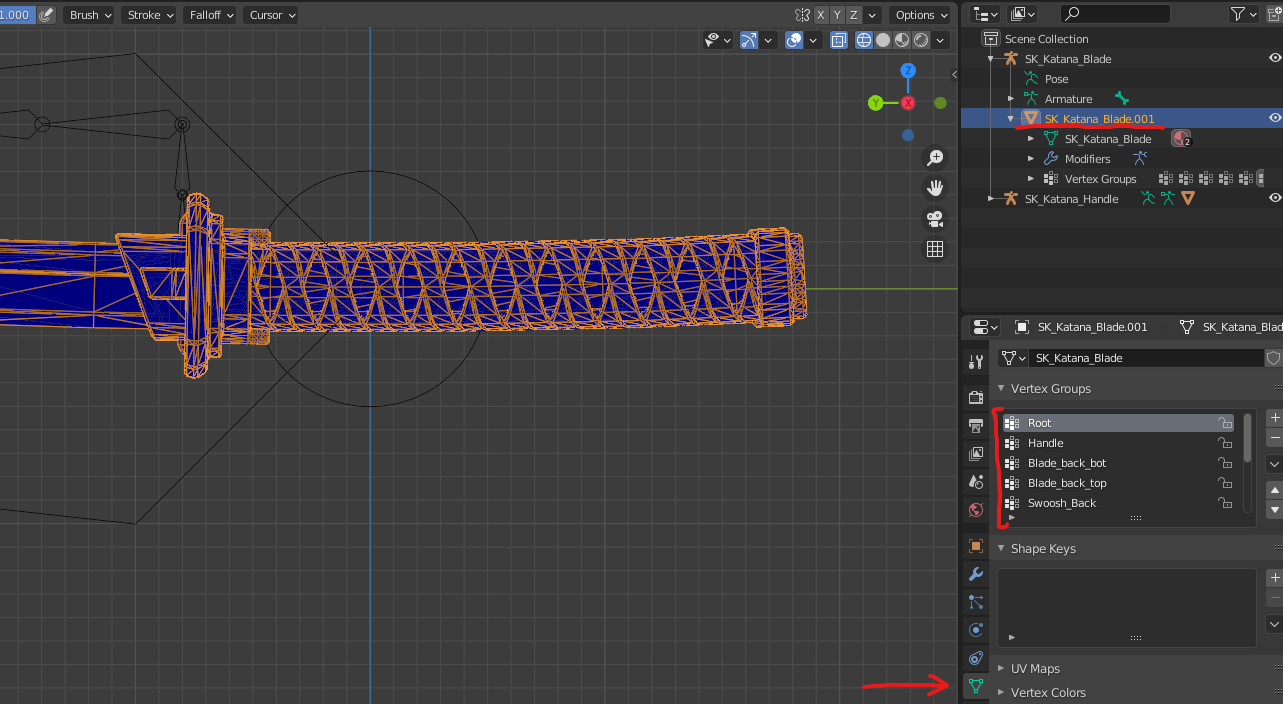 1.000 Brush Stroke Falloff Cursor X Y Z Options
Scene Collection
SK_Katana_Blade
Pose
Armature
SK_Katana_Blade.001
SK_Katana_Blade 2
Modifiers
Vertex Groups
SK_Katana_Handle
Z
Y X
SK_Katana_Blade.001 SK_Katana_Blad
SK_Katana_Blade
Vertex Groups
Root
Handle
Blade_back_bot
Blade_back_top
Swoosh_Back
Shape Keys
UV Maps
Vertex Colors